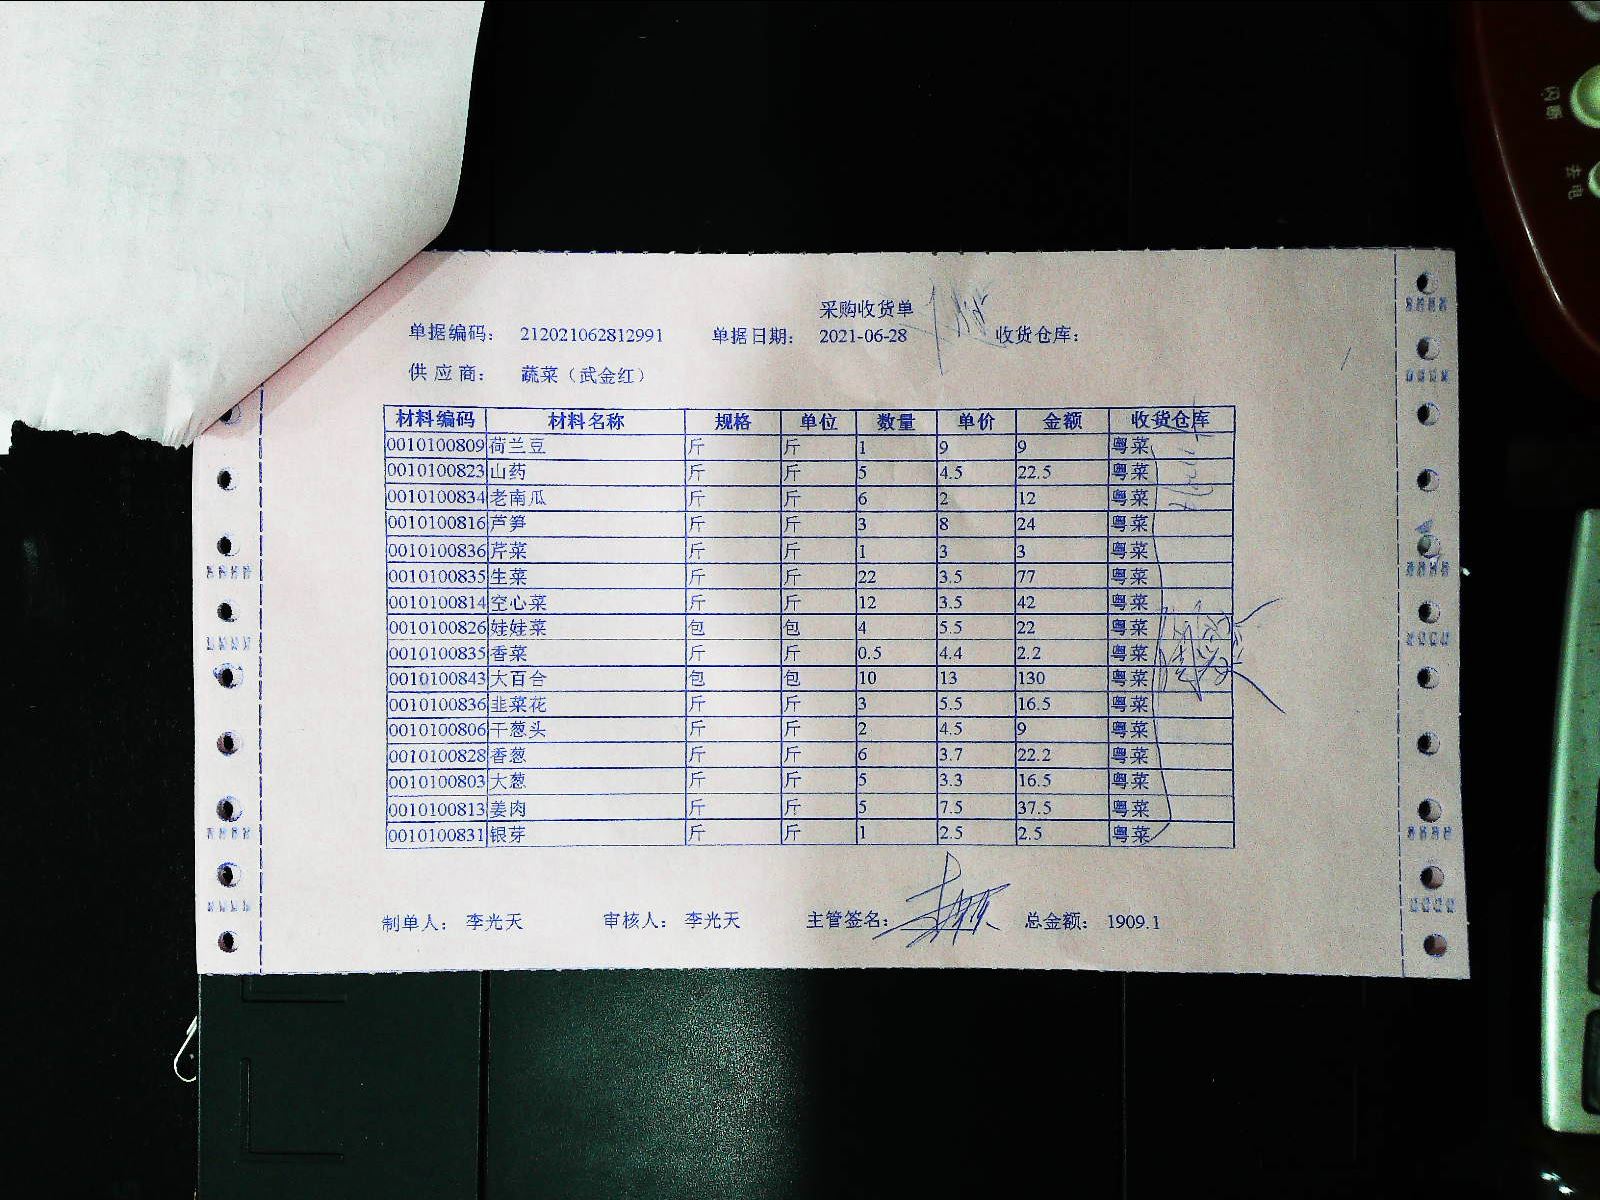 采购收货单
单据编码： 212021062812991 单据日期： 2021-06-28 收货仓库：
供应商： 蔬菜（武金红）
材料编码 材料名称 规格 单位 数量 单价 金额 收货仓库
0010100809 荷兰豆 斤 斤 1 9 9 粤菜
0010100823 山药 斤 斤 5 4.5 22.5 粤菜
0010100834 老南瓜 斤 斤 6 2 12 粤菜
0010100816 芦笋 斤 斤 3 8 24 粤菜
0010100836 芹菜 斤 斤 1 3 3 粤菜
0010100835 生菜 斤 斤 22 3.5 77 粤菜
0010100814 空心菜 斤 斤 12 3.5 42 粤菜
0010100826 娃娃菜 包 包 4 5.5 22 粤菜
0010100835 香菜 斤 斤 0.5 4.4 2.2 粤菜
0010100843 大百合 包 包 10 13 130 粤菜
0010100836 韭菜花 斤 斤 3 5.5 16.5 粤菜
0010100806 干葱头 斤 斤 2 4.5 9 粤菜
0010100828 香葱 斤 斤 6 3.7 22.2 粤菜
0010100803 大葱 斤 斤 5 3.3 16.5 粤菜
0010100813 姜肉 斤 斤 5 7.5 37.5 粤菜
0010100831 银芽 斤 斤 1 2.5 2.5 粤菜
制单人： 李光天 审核人： 李光天 主管签名： 总金额： 1909.1